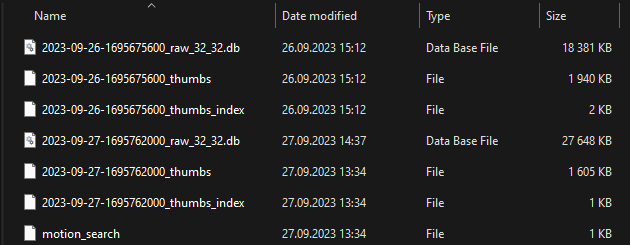 Name Date modified Type Size
2023-09-26-1695675600_raw_32_32.db 26.09.2023 15:12 Data Base File 18 381 KB
2023-09-26-1695675600_thumbs 26.09.2023 15:12 File 1 940 KB
2023-09-26-1695675600_thumbs_index 26.09.2023 15:12 File 2 KB
2023-09-27-1695762000_raw_32_32.db 27.09.2023 14:37 Data Base File 27 648 KB
2023-09-27-1695762000_thumbs 27.09.2023 13:34 File 1 605 KB
2023-09-27-1695762000_thumbs_index 27.09.2023 13:34 File 1 KB
motion_search 27.09.2023 13:34 File 1 KB